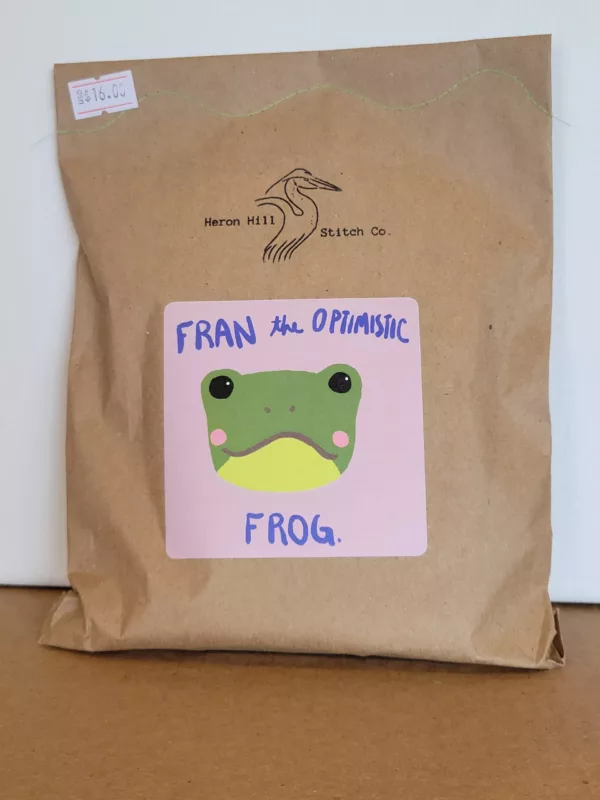 $16.00
Heron Hill
Stitch Co.
FRAN the OPTIMISTIC
FROG.